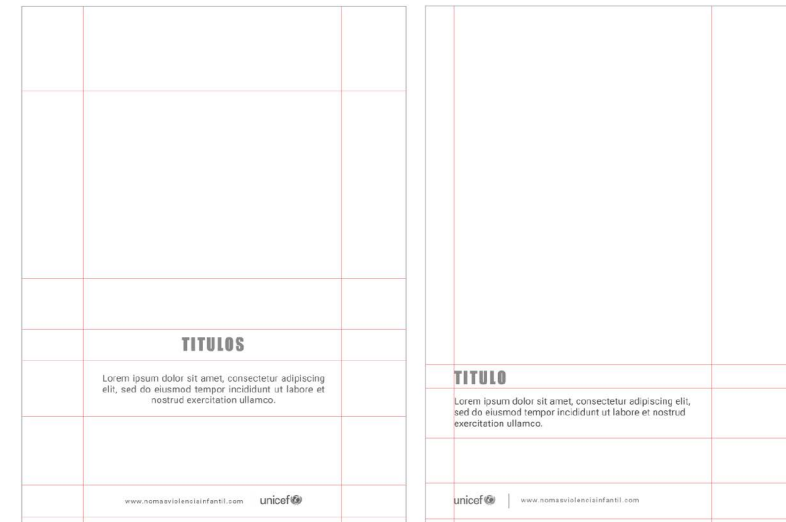 TITULOS
Lorem ipsum dolor sit amet, consectetur adipiscing
elit, sed do eiusmod tempor incididunt ut labore et
nostrud exercitation ullamco.
www.nomasviolenciainfantil.com unicef
TITULO
Lorem ipsum dolor sit amet, consectetur adipiscing elit,
sed do eiusmod tempor incididunt ut labore et nostrud
exercitation ullamco.
unicef www.nomasviolenciainfantil.com